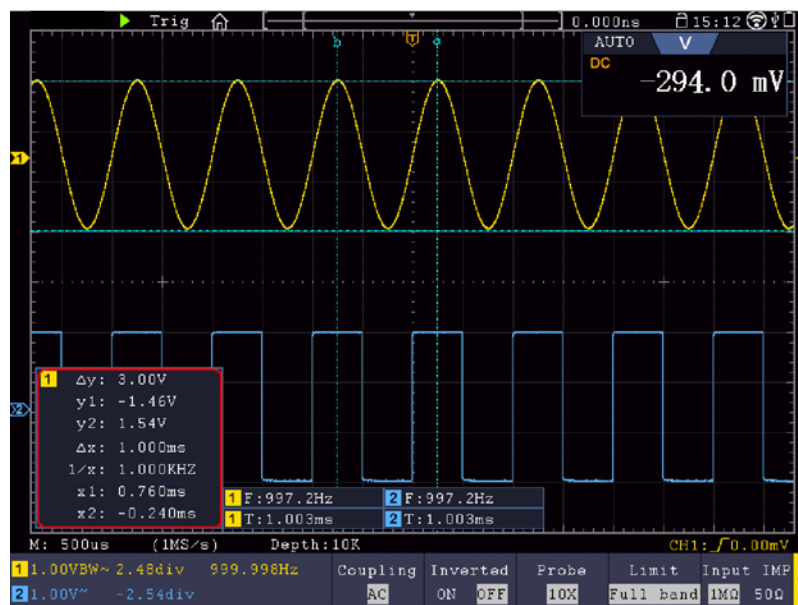 Trig T 0.000ns 15:12
b a
T
AUTO V
DC
-294.0 mV
1
2
1 Δy: 3.00V
y1: -1.46V
y2: 1.54V
Δx: 1.000ms
1/x: 1.000KHZ
x1: 0.760ms
x2: -0.240ms
1 F:997.2Hz 2 F:997.2Hz
1 T:1.003ms 2 T:1.003ms
M: 500us (1MS/s) Depth:10K CH1:∫0.00mV
1 1.00VBW~ 2.48div 999.998Hz Coupling Inverted Probe Limit Input IMP
2 1.00V~ -2.54div AC ON OFF 10X Full band 1MΩ 50Ω